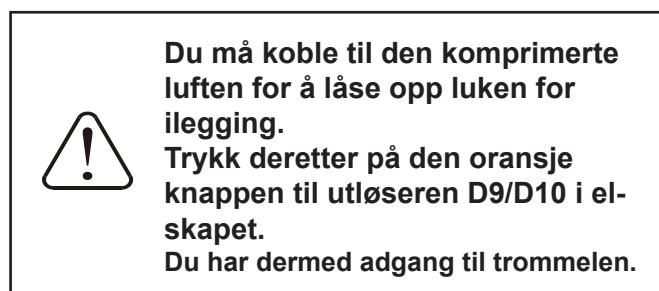 Du må koble til den komprimerte
luften for å låse opp luken for
ilegging.
Trykk deretter på den oransje
knappen til utløseren D9/D10 i el-
skapet.
Du har dermed adgang til trommelen.